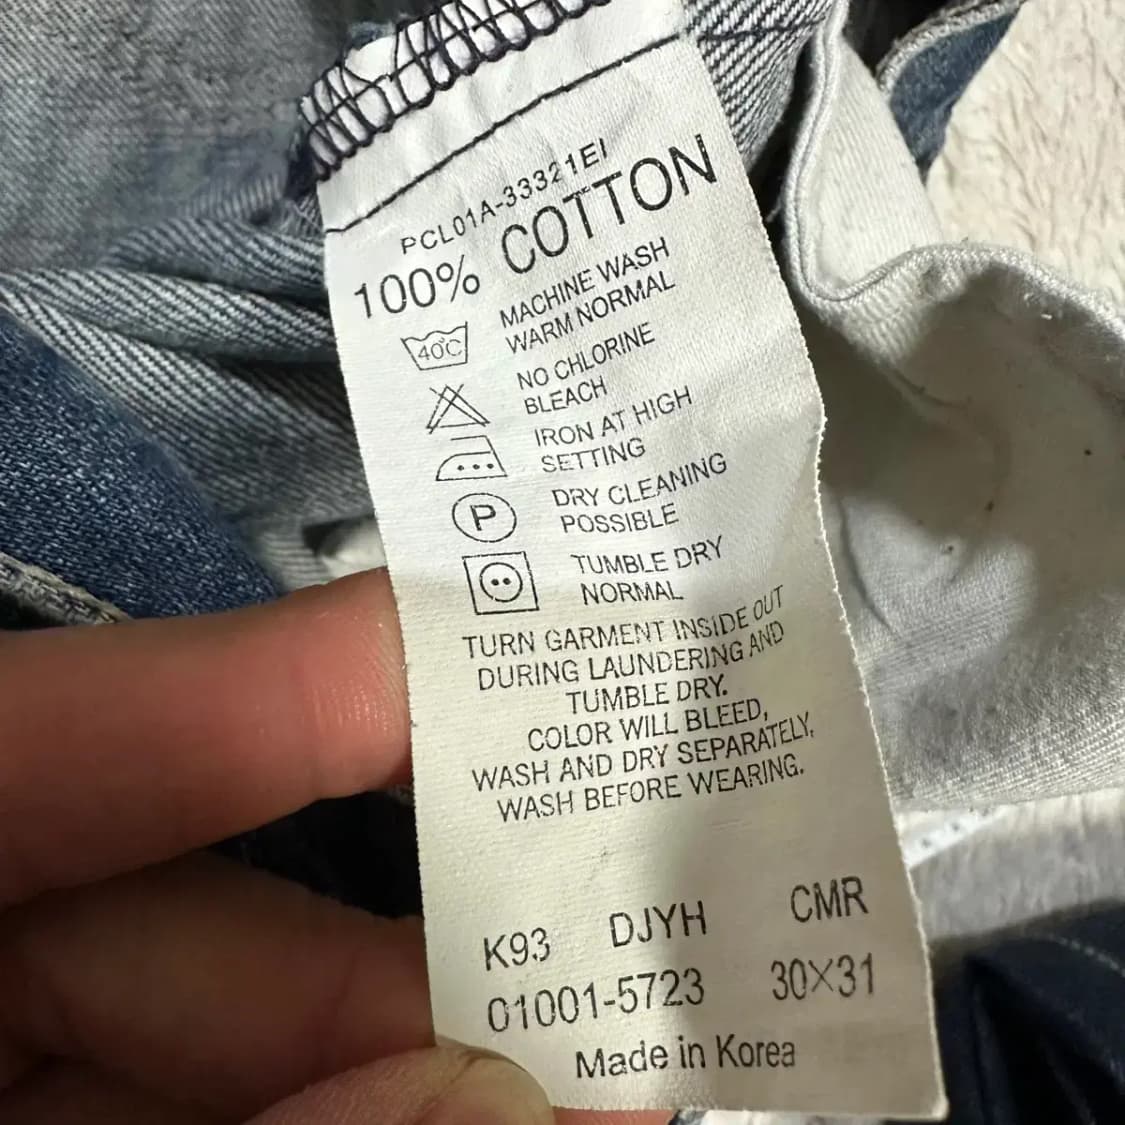 PCL01A-33321EI
100% COTTON
40°C MACHINE WASH
WARM NORMAL
NO CHLORINE
BLEACH
IRON AT HIGH
SETTING
P DRY CLEANING
POSSIBLE
TUMBLE DRY
NORMAL
TURN GARMENT INSIDE OUT
DURING LAUNDERING AND
TUMBLE DRY.
COLOR WILL BLEED,
WASH AND DRY SEPARATELY,
WASH BEFORE WEARING.
K93 DJYH CMR
01001-5723 30X31
Made in Korea